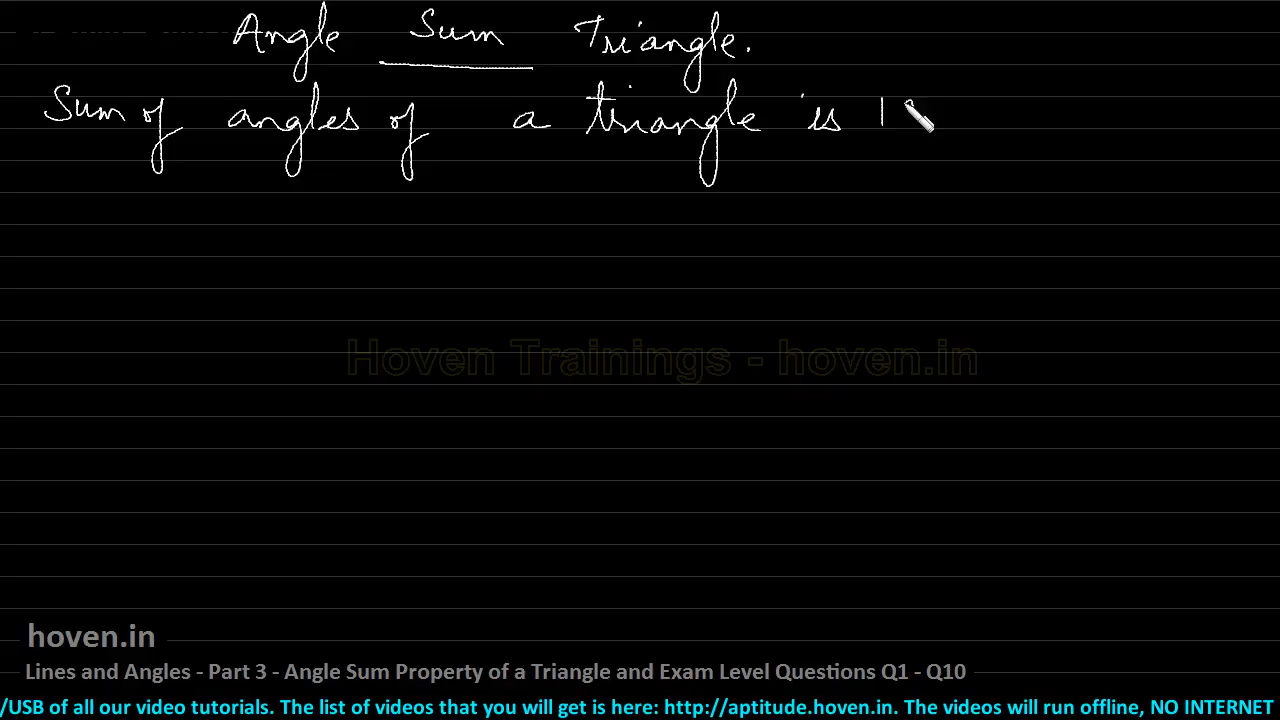 Angle Sum Triangle.
Sum of angles of a triangle is 1
Hoven Trainings - hoven.in
hoven.in
Lines and Angles - Part 3 - Angle Sum Property of a Triangle and Exam Level Questions Q1 - Q10
/USB of all our video tutorials. The list of videos that you will get is here: http://aptitude.hoven.in. The videos will run offline, NO INTERNET